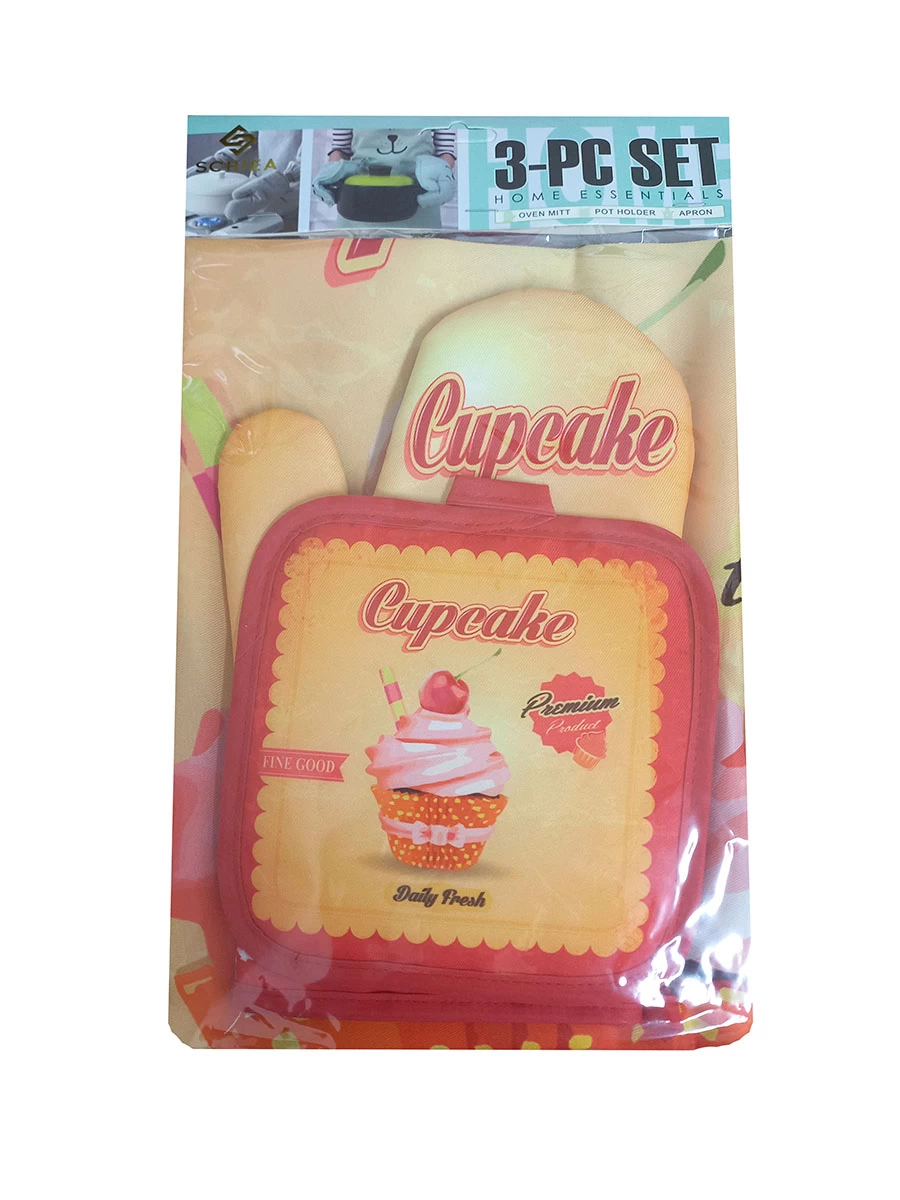 3-PC SET
HOME ESSENTIALS
OVEN MITT POT HOLDER APRON
Cupcake
Cupcake
Premium
Product
FINE GOOD
Daily Fresh